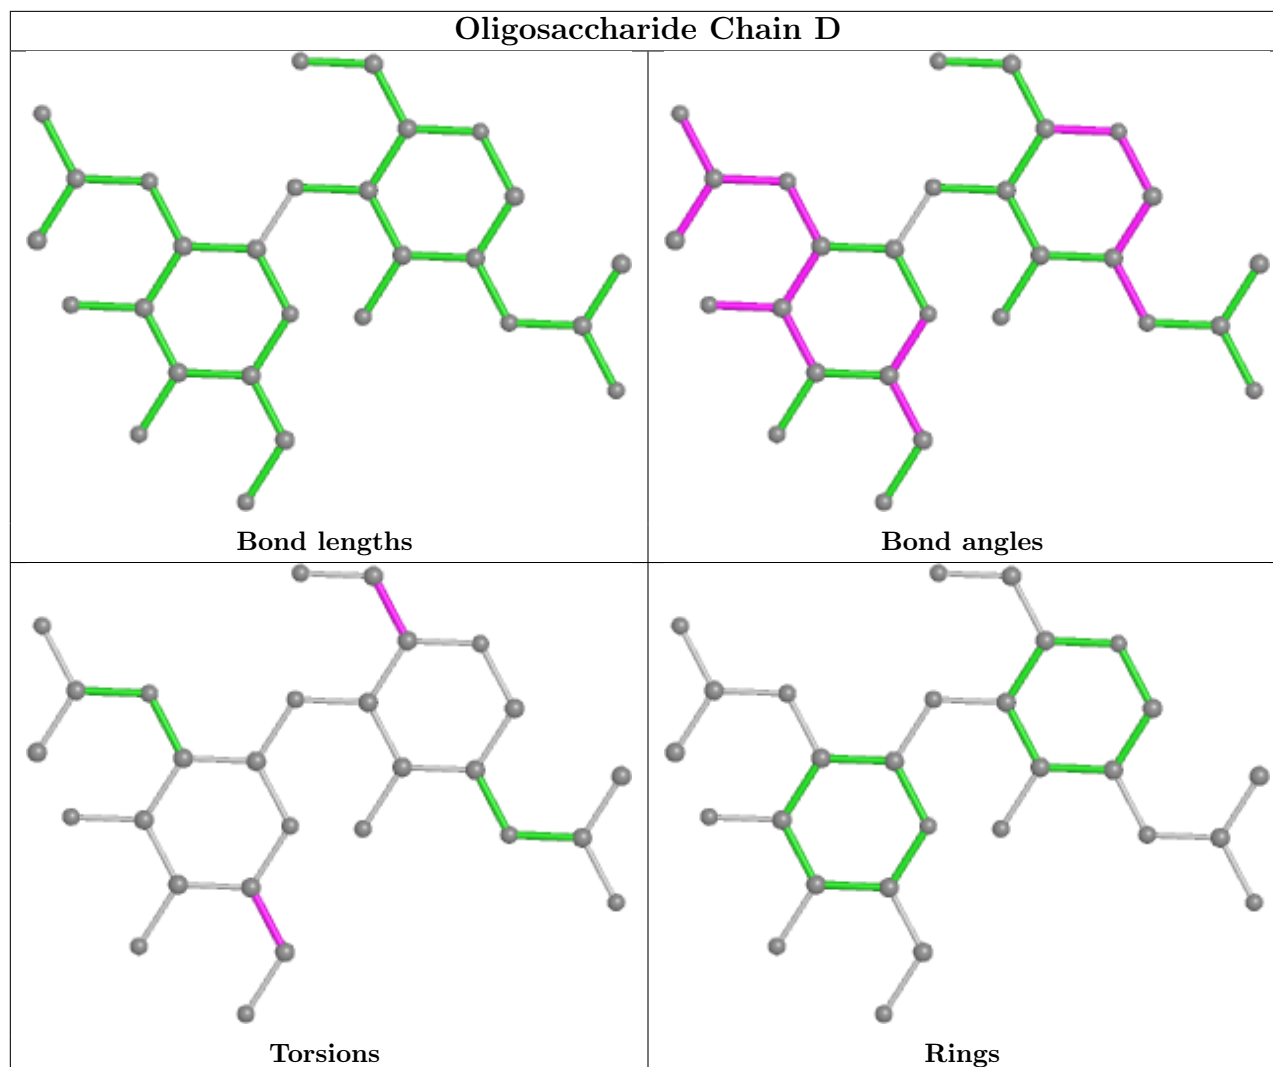 Oligosaccharide Chain D
Bond lengths
Bond angles
Torsions
Rings